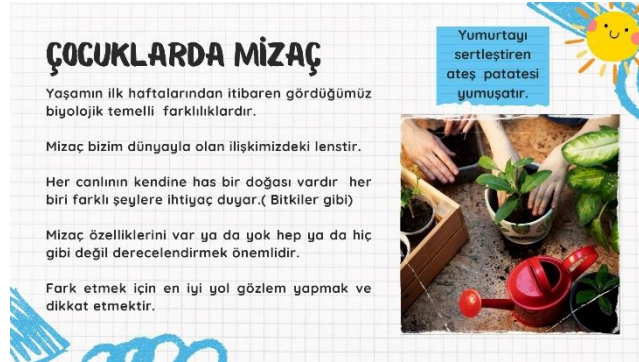 ÇOCUKLARDA MİZAÇ
Yaşamın ilk haftalarından itibaren gördüğümüz
biyolojik temelli farklılıklardır.
Mizaç bizim dünyayla olan ilişkimizdeki lenstir.
Her canlının kendine has bir doğası vardır her
biri farklı şeylere ihtiyaç duyar.( Bitkiler gibi)
Mizaç özelliklerini var ya da yok hep ya da hiç
gibi değil derecelendirmek önemlidir.
Fark etmek için en iyi yol gözlem yapmak ve
dikkat etmektir.
Yumurtayı
sertleştiren
ateş patatesi
yumuşatır.